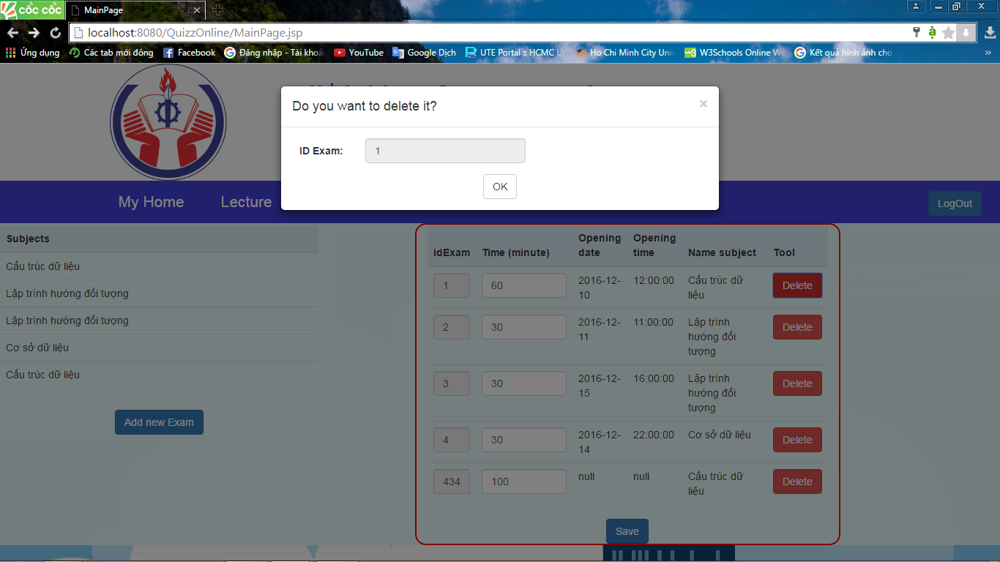 cốc cốc
MainPage
localhost:8080/QuizzOnline/MainPage.jsp
Ứng dụng
Các tab mới đóng
Facebook
Đăng nhập - Tài khoả
YouTube
Google Dịch
UTE Portal :: HCMC U
Ho Chi Minh City Uni
W3Schools Online W
Kết quả hình ảnh cho
»
Do you want to delete it?
×
ID Exam: 1
OK
My Home
Lecture
LogOut
Subjects
Cấu trúc dữ liệu
Lập trình hướng đối tượng
Lập trình hướng đối tượng
Cơ sở dữ liệu
Cấu trúc dữ liệu
Add new Exam
idExam Time (minute) Opening date Opening time Name subject Tool
1 60 2016-12-10 12:00:00 Cấu trúc dữ liệu Delete
2 30 2016-12-11 11:00:00 Lập trình hướng đối tượng Delete
3 30 2016-12-15 16:00:00 Lập trình hướng đối tượng Delete
4 30 2016-12-14 22:00:00 Cơ sở dữ liệu Delete
434 100 null null Cấu trúc dữ liệu Delete
Save